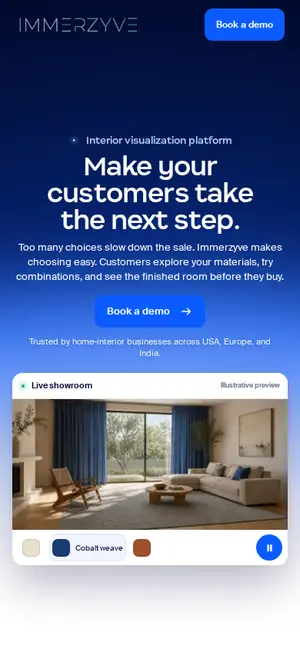 IMMERZYVE
Book a demo
Interior visualization platform
Make your
customers take
the next step.
Too many choices slow down the sale. Immerzyve makes
choosing easy. Customers explore your materials, try
combinations, and see the finished room before they buy.
Book a demo →
Trusted by home-interior businesses across USA, Europe, and
India.
Live showroom
Illustrative preview
Cobalt weave